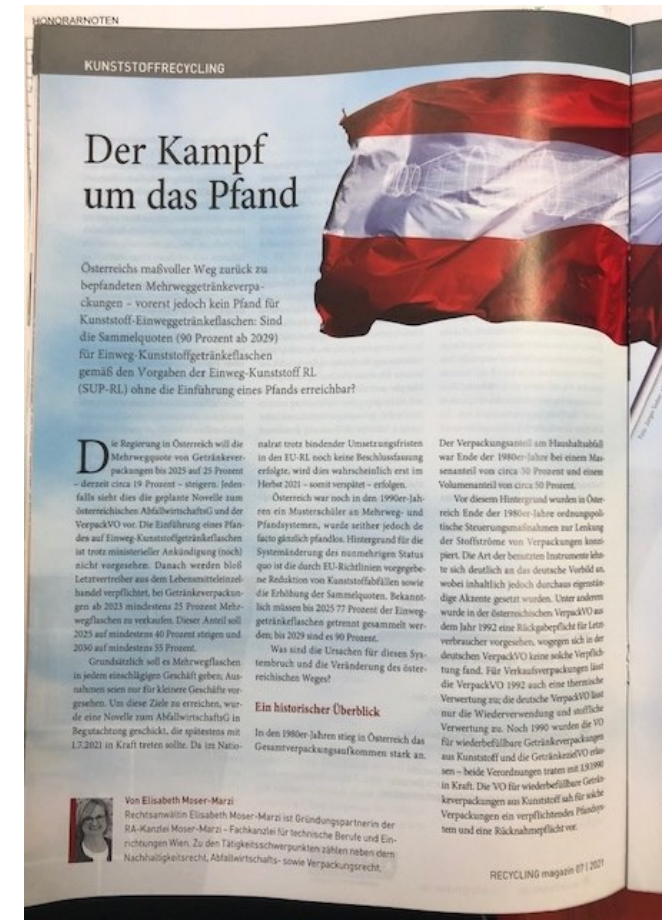 HONORARNOTEN
KUNSTSTOFFRECYCLING
Der Kampf
um das Pfand
Österreichs maßvoller Weg zurück zu
bepfandeten Mehrweggetränkeverpa-
ckungen – vorerst jedoch kein Pfand für
Kunststoff-Einweggetränkeflaschen: Sind
die Sammelquoten (90 Prozent ab 2029)
für Einweg-Kunststoffgetränkeflaschen
gemäß den Vorgaben der Einweg-Kunststoff RL
(SUP-RL) ohne die Einführung eines Pfands erreichbar?
Die Regierung in Österreich will die
Mehrwegquote von Getränkever-
packungen bis 2025 auf 25 Prozent
– derzeit circa 19 Prozent – steigern. Jeden-
falls sieht dies die geplante Novelle zum
österreichischen AbfallwirtschaftsG und der
VerpackVO vor. Die Einführung eines Pfan-
des auf Einweg-Kunststoffgetränkeflaschen
ist trotz ministerieller Ankündigung (noch)
nicht vorgesehen. Danach werden bloß
Letztvertreiber aus dem Lebensmitteleinzel-
handel verpflichtet, bei Getränkeverpackun-
gen ab 2023 mindestens 25 Prozent Mehr-
wegflaschen zu verkaufen. Dieser Anteil soll
2025 auf mindestens 40 Prozent steigen und
2030 auf mindestens 55 Prozent.
Grundsätzlich soll es Mehrwegflaschen
in jedem einschlägigen Geschäft geben; Aus-
nahmen seien nur für kleinere Geschäfte vor-
gesehen. Um diese Ziele zu erreichen, wur-
de eine Novelle zum AbfallwirtschaftsG in
Begutachtung geschickt, die spätestens mit
1.7.2021 in Kraft treten sollte. Da im Natio-
nalrat trotz bindender Umsetzungsfristen
in den EU-RL noch keine Beschlussfassung
erfolgte, wird dies wahrscheinlich erst im
Herbst 2021 – somit verspätet – erfolgen.
Österreich war noch in den 1990er-Jah-
ren ein Musterschüler an Mehrweg- und
Pfandsystemen, wurde seither jedoch de
facto gänzlich pfandlos. Hintergrund für die
Systemänderung des nunmehrigen Status
quo ist die durch EU-Richtlinien vorgegebe-
ne Reduktion von Kunststoffabfällen sowie
die Erhöhung der Sammelquoten. Bekannt-
lich müssen bis 2025 77 Prozent der Einweg-
getränkeflaschen getrennt gesammelt wer-
den; bis 2029 sind es 90 Prozent.
Was sind die Ursachen für diesen Sys-
tembruch und die Veränderung des öster-
reichischen Weges?
Ein historischer Überblick
In den 1980er-Jahren stieg in Österreich das
Gesamtverpackungsaufkommen stark an.
Der Verpackungsanteil am Haushaltsabfall
war Ende der 1980er-Jahre bei einem Mas-
senanteil von circa 30 Prozent und einem
Volumenanteil von circa 50 Prozent.
Vor diesem Hintergrund wurden in Öster-
reich Ende der 1980er-Jahre ordnungspoli-
tische Steuerungsmaßnahmen zur Lenkung
der Stoffströme von Verpackungen konzi-
piert. Die Art der benutzten Instrumente lehn-
te sich deutlich an das deutsche Vorbild an,
wobei inhaltlich jedoch durchaus eigenstän-
dige Akzente gesetzt wurden. Unter anderem
wurde in der österreichischen VerpackVO aus
dem Jahr 1992 eine Rückgabepflicht für Letzt-
verbraucher vorgesehen, wogegen sich in der
deutschen VerpackVO keine solche Verpflich-
tung fand. Für Verkaufsverpackungen lässt
die VerpackVO 1992 auch eine thermische
Verwertung zu; die deutsche VerpackVO lässt
nur die Wiederverwendung und stoffliche
Verwertung zu. Noch 1990 wurden die VO
für wiederbefüllbare Getränkeverpackungen
aus Kunststoff und die GetränkezielVO erlas-
sen – beide Verordnungen traten mit 1.9.1990
in Kraft. Die VO für wiederbefüllbare Geträn-
keverpackungen aus Kunststoff sah für solche
Verpackungen ein verpflichtendes Pfandsys-
tem und eine Rücknahmepflicht vor.
Von Elisabeth Moser-Marzi
Rechtsanwältin Elisabeth Moser-Marzi ist Gründungspartnerin der
RA-Kanzlei Moser-Marzi – Fachkanzlei für technische Berufe und Ein-
richtungen Wien. Zu den Tätigkeitsschwerpunkten zählen neben dem
Nachhaltigkeitsrecht, Abfallwirtschafts- sowie Verpackungsrecht.
RECYCLING magazin 07 | 2021